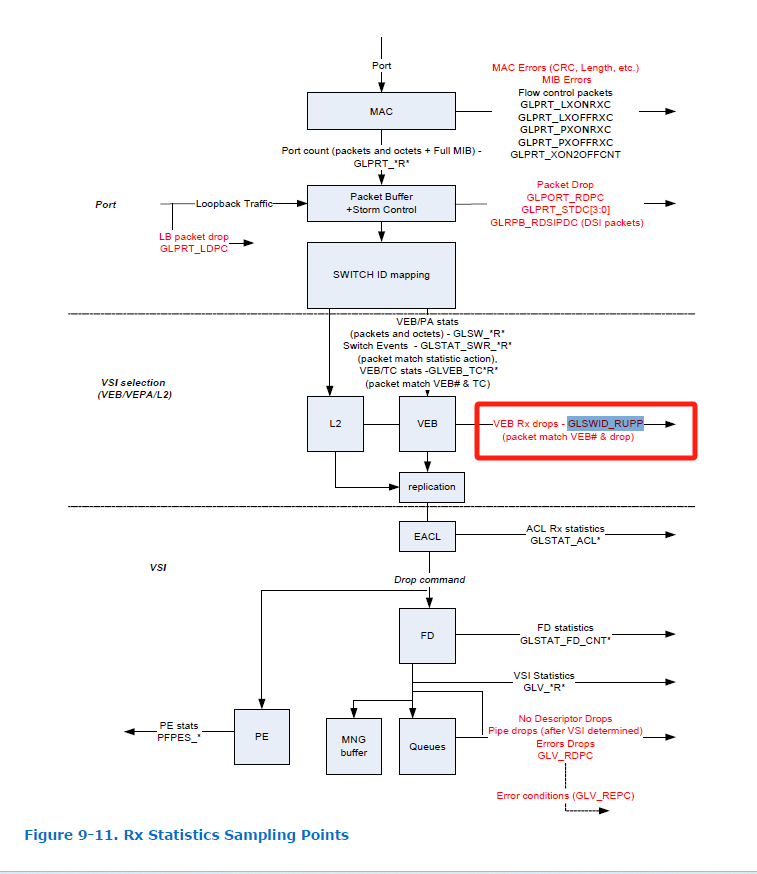 Port
MAC
MAC Errors (CRC, Length, etc.)
MIB Errors
Flow control packets
GLPRT_LXONRXC
GLPRT_LXOFFRXC
GLPRT_PXONRXC
GLPRT_PXOFFRXC
GLPRT_XON2OFFCNT
Port count (packets and octets + Full MIB) -
GLPRT_*R*
Port
Loopback Traffic
LB packet drop
GLPRT_LDPC
Packet Buffer
+Storm Control
Packet Drop
GLPORT_RDPC
GLPRT_STDC[3:0]
GLRPB_RDSIPDC (DSI packets)
SWITCH ID mapping
VEB/PA stats
(packets and octets) - GLSW_*R*
Switch Events - GLSTAT_SWR_*R*
(packet match statistic action),
VEB/TC stats -GLVEB_TC*R*
(packet match VEB# & TC)
VSI selection
(VEB/VEPA/L2)
L2
VEB
VEB Rx drops - GLSWID_RUPP
(packet match VEB# & drop)
replication
EACL
ACL Rx statistics
GLSTAT_ACL*
VSI
Drop command
FD
FD statistics
GLSTAT_FD_CNT*
VSI Statistics
GLV_*R*
PE stats
PFPES_*
PE
MNG
buffer
Queues
No Descriptor Drops
Pipe drops (after VSI determined)
Errors Drops
GLV_RDPC
Error conditions (GLV_REPC)
Figure 9-11. Rx Statistics Sampling Points